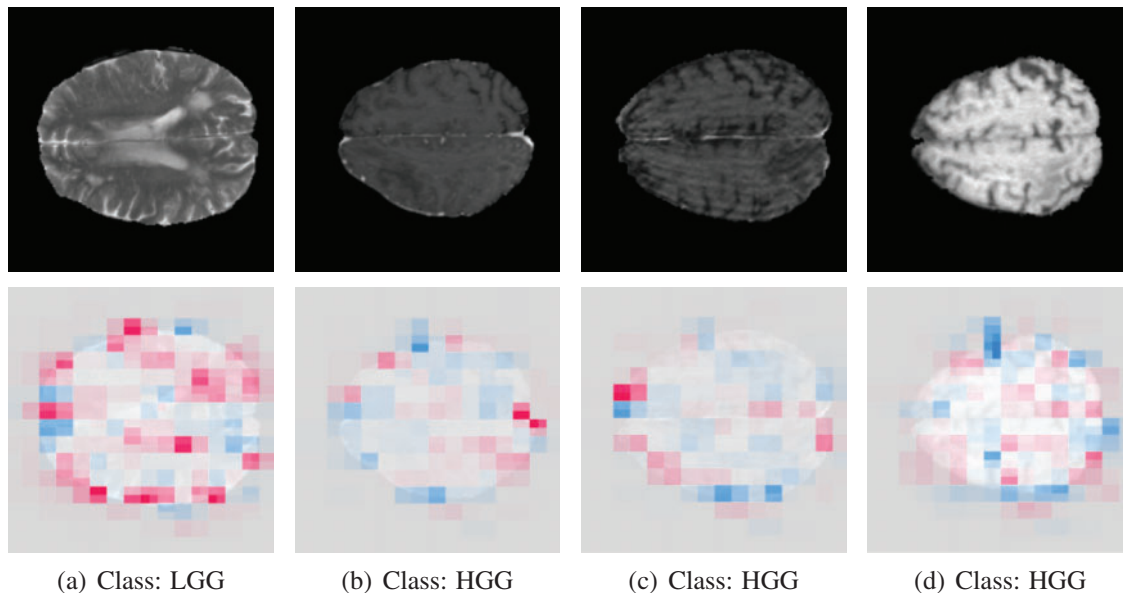 (a) Class: LGG
(b) Class: HGG
(c) Class: HGG
(d) Class: HGG